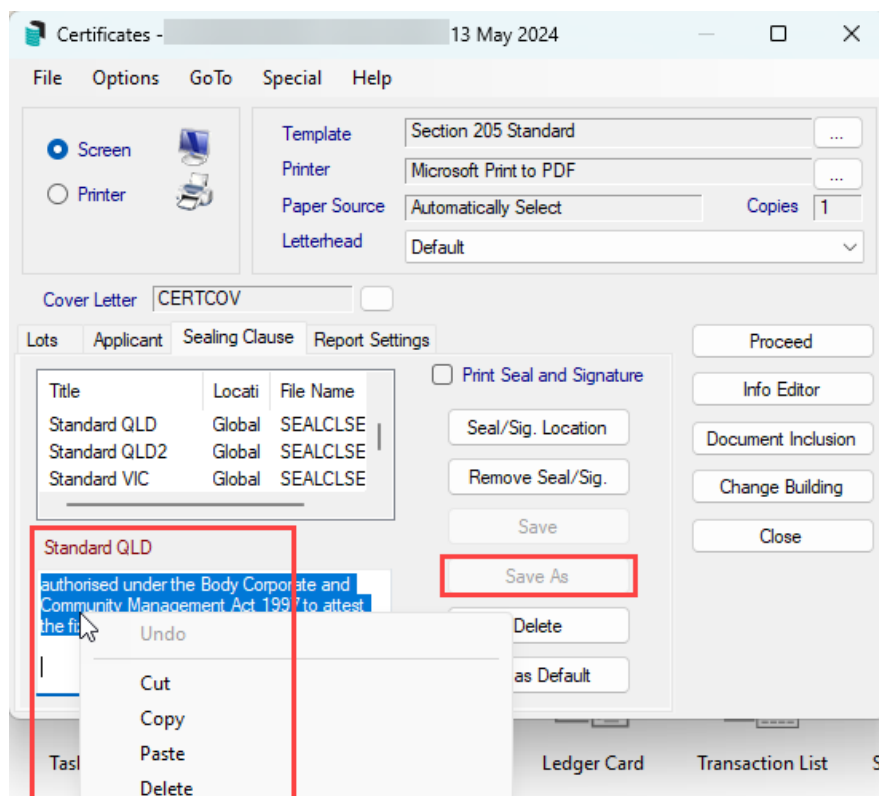 Certificates - 13 May 2024
File Options GoTo Special Help
Screen
Printer
Template Section 205 Standard ...
Printer Microsoft Print to PDF ...
Paper Source Automatically Select Copies 1
Letterhead Default
Cover Letter CERTCOV
Lots Applicant Sealing Clause Report Settings
Title Locati File Name
Standard QLD Global SEALCLSE
Standard QLD2 Global SEALCLSE
Standard VIC Global SEALCLSE
Print Seal and Signature
Seal/Sig. Location
Remove Seal/Sig.
Save
Save As
Delete
as Default
Proceed
Info Editor
Document Inclusion
Change Building
Close
Standard QLD
authorised under the Body Corporate and
Community Management Act 1997 to attest
the
Undo
Cut
Copy
Paste
Delete
Ledger Card Transaction List